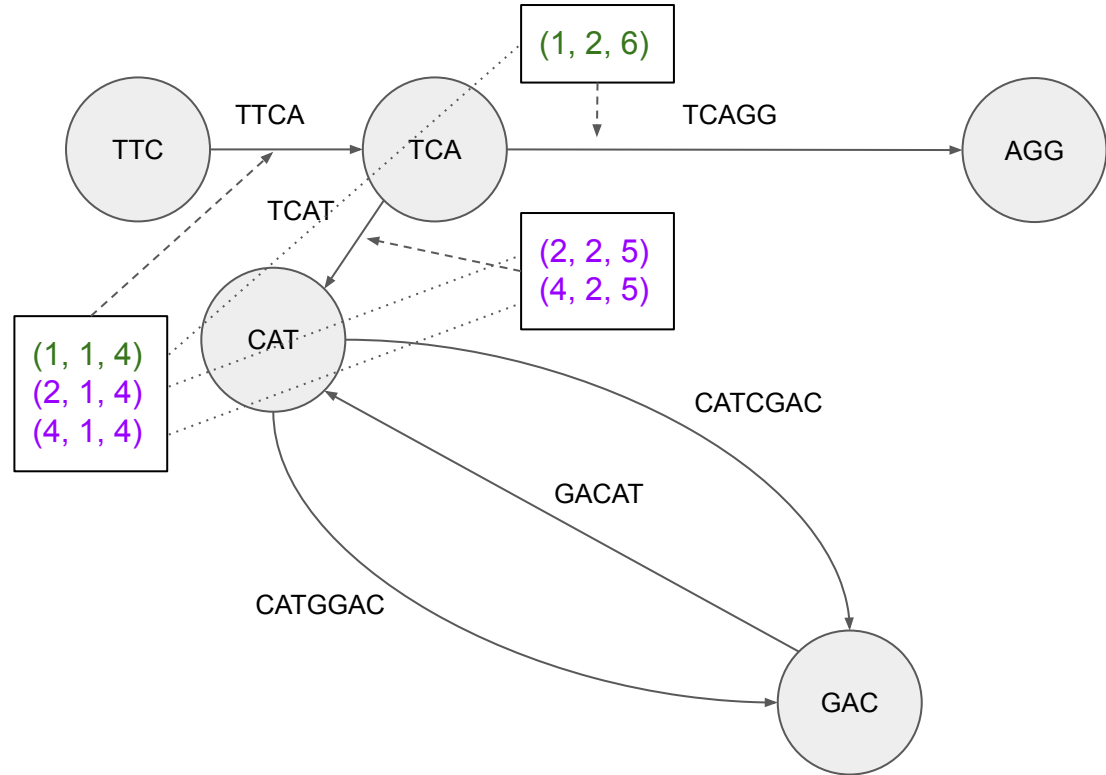 (1, 2, 6)
TTCA
TCAGG
TTC
TCA
AGG
TCAT
(2, 2, 5)
(4, 2, 5)
CAT
(1, 1, 4)
(2, 1, 4)
(4, 1, 4)
CATCGAC
GACAT
CATGGAC
GAC